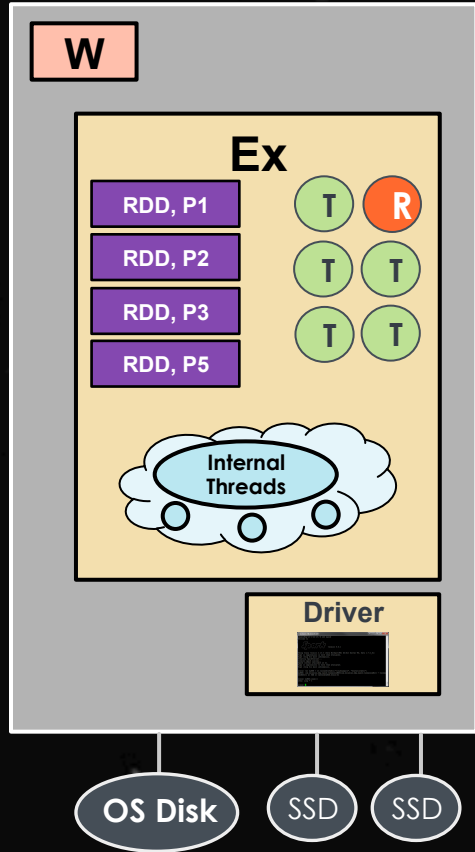 W
Ex
RDD, P1
T
R
RDD, P2
T
T
RDD, P3
T
T
RDD, P5
Internal
Threads
Driver
OS Disk
SSD
SSD